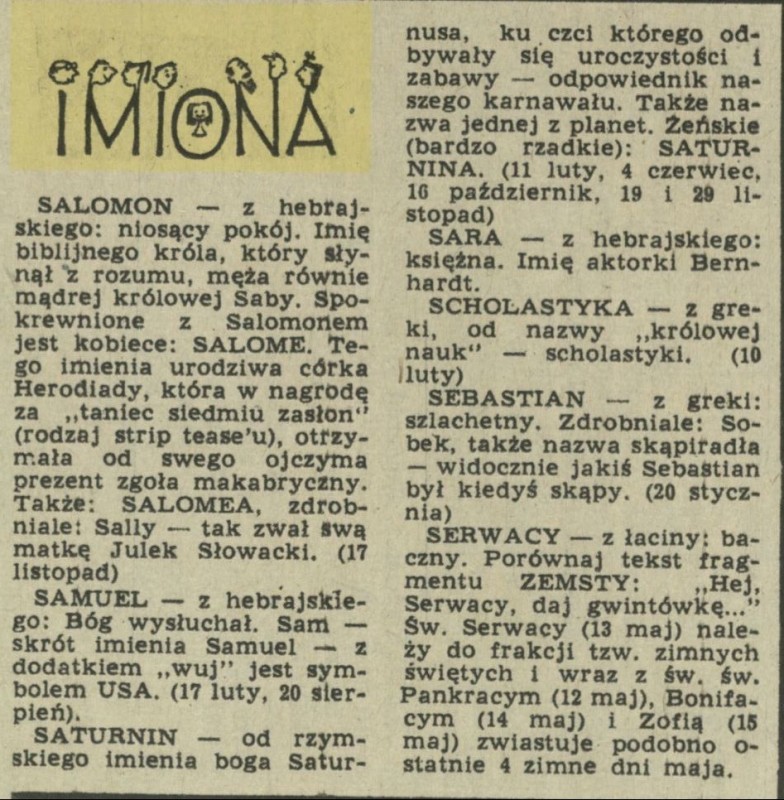 IMIONA
SALOMON — z hebraj-
skiego: niosący pokój. Imię
biblijnego króla, który sły-
nął z rozumu, męża równie
mądrej królowej Saby. Spo-
krewnione z Salomonem
jest kobiece: SALOME. Te-
go imienia urodziwa córka
Herodiady, która w nagrodę
za „taniec siedmiu zasłon”
(rodzaj strip tease'u), otrzy-
mała od swego ojczyma
prezent zgoła makabryczny.
Także: SALOMEA, zdrob-
niale: Sally — tak zwał swą
matkę Julek Słowacki. (17
listopad)
SAMUEL — z hebrajskie-
go: Bóg wysłuchał. Sam —
skrót imienia Samuel — z
dodatkiem „wuj” jest sym-
bolem USA. (17 luty, 20 sier-
pień).
SATURNIN — od rzym-
skiego imienia boga Satur-
nusa, ku czci którego od-
bywały się uroczystości i
zabawy — odpowiednik na-
szego karnawału. Także na-
zwa jednej z planet. Żeńskie
(bardzo rzadkie): SATUR-
NINA. (11 luty, 4 czerwiec,
16 październik, 19 i 29 li-
stopad)
SARA — z hebrajskiego:
księżna. Imię aktorki Bern-
hardt.
SCHOLASTYKA — z gre-
ki, od nazwy „królowej
nauk” — scholastyki. (10
luty)
SEBASTIAN — z greki:
szlachetny. Zdrobniale: So-
bek, także nazwa skąpiradła
— widocznie jakiś Sebastian
był kiedyś skąpy. (20 stycz-
nia)
SERWACY — z łaciny: ba-
czny. Porównaj tekst frag-
mentu ZEMSTY: „Hej,
Serwacy, daj gwintówkę...”
Św. Serwacy (13 maj) nale-
ży do frakcji tzw. zimnych
świętych i wraz z św. św.
Pankracym (12 maj), Bonifa-
cym (14 maj) i Zofią (15
maj) zwiastuje podobno o-
statnie 4 zimne dni maja.